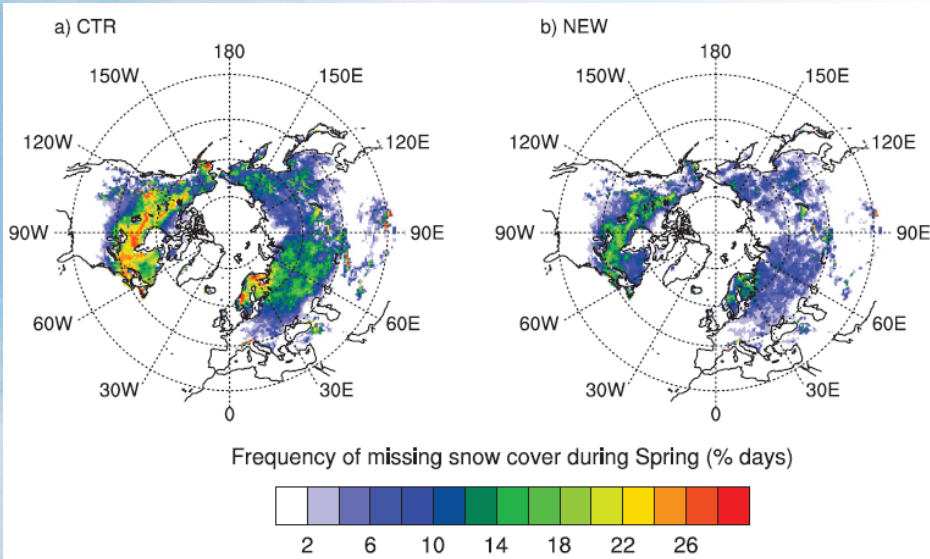 a) CTR
b) NEW
180
150W
150E
120W
120E
90W
90E
60W
60E
30W
30E
0
180
150W
150E
120W
120E
90W
90E
60W
60E
30W
30E
0
Frequency of missing snow cover during Spring (% days)
2 6 10 14 18 22 26